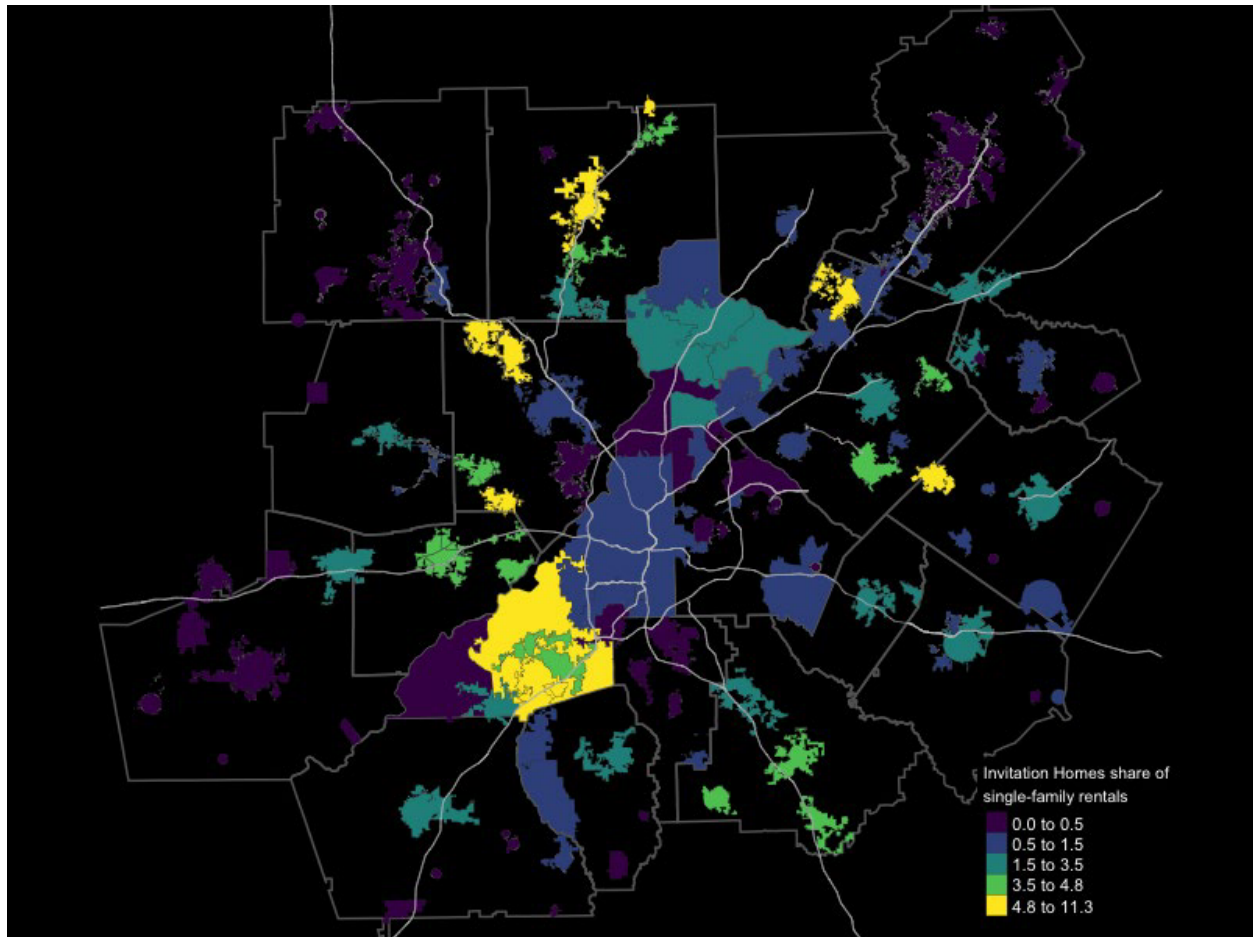 Invitation Homes share of
single-family rentals
0.0 to 0.5
0.5 to 1.5
1.5 to 3.5
3.5 to 4.8
4.8 to 11.3